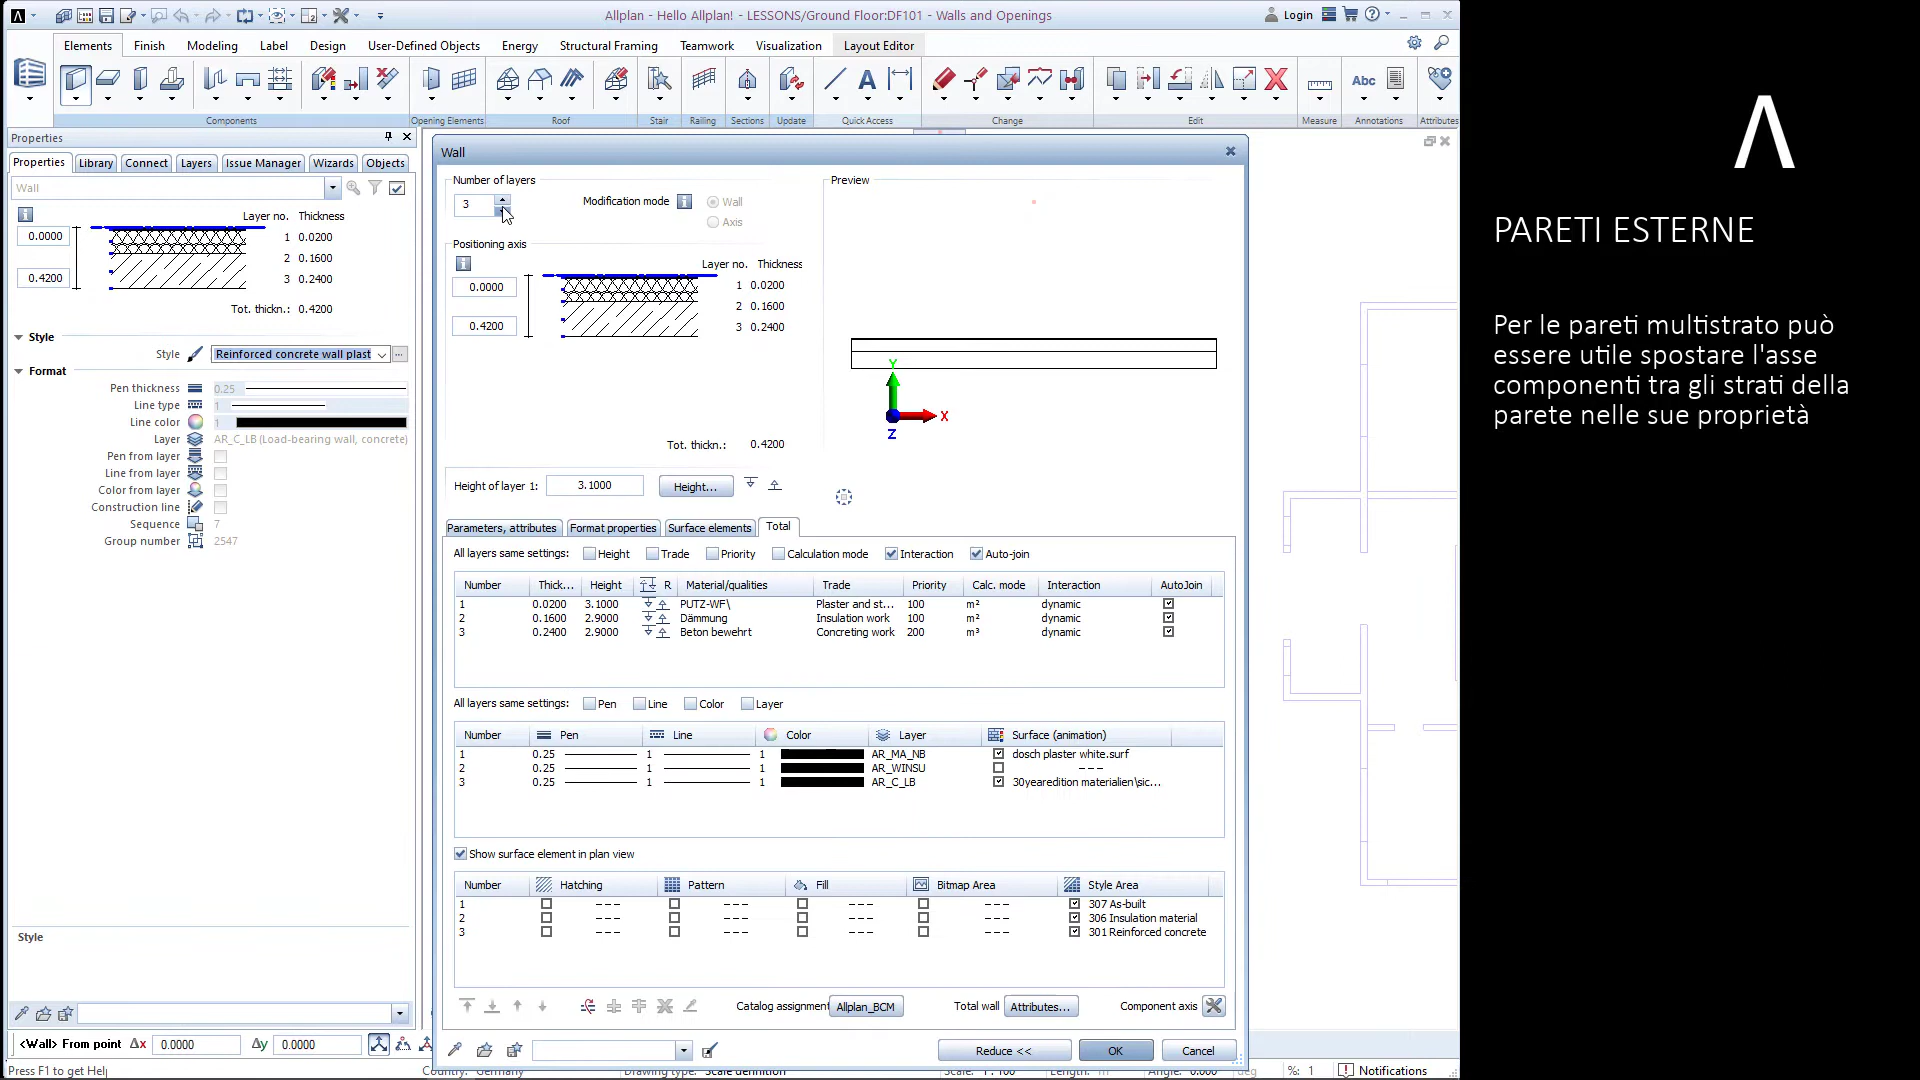 Allplan - Hello Allplan! - LESSONS/Ground Floor:DF101 - Walls and Openings
Login
Elements Finish Modeling Label Design User-Defined Objects Energy Structural Framing Teamwork Visualization Layout Editor
Abc
Components Opening Elements Roof Stair Railing Sections Update Quick Access Change Edit Measure Annotations Attributes
Properties
Properties Library Connect Layers Issue Manager Wizards Objects
Wall
Layer no. Thickness
0.0000
1 0.0200
2 0.1600
0.4200
3 0.2400
Tot. thickn.: 0.4200
Style
Style Reinforced concrete wall plast
Format
Pen thickness 0.25
Line type 1
Line color 1
Layer AR_C_LB (Load-bearing wall, concrete)
Pen from layer
Line from layer
Color from layer
Construction line
Sequence 7
Group number 2547
Style
<Wall> From point Δx 0.0000 Δy 0.0000
Press F1 to get Help
Wall
Number of layers
3
Modification mode
Wall
Axis
Positioning axis
Layer no. Thickness
0.0000
1 0.0200
2 0.1600
0.4200
3 0.2400
Tot. thickn.: 0.4200
Preview
Y
X
Z
Height of layer 1: 3.1000 Height...
Parameters, attributes Format properties Surface elements Total
All layers same settings: Height Trade Priority Calculation mode Interaction Auto-join
Number Thick... Height R Material/qualities Trade Priority Calc. mode Interaction AutoJoin
1 0.0200 3.1000 PUTZ-WF\ Plaster and st... 100 m² dynamic
2 0.1600 2.9000 Dämmung Insulation work 100 m² dynamic
3 0.2400 2.9000 Beton bewehrt Concreting work 200 m³ dynamic
All layers same settings: Pen Line Color Layer
Number Pen Line Color Layer Surface (animation)
1 0.25 1 1 AR_MA_NB dosch plaster white.surf
2 0.25 1 1 AR_WINSU
3 0.25 1 1 AR_C_LB 30yearedition materialien\sic...
Show surface element in plan view
Number Hatching Pattern Fill Bitmap Area Style Area
1 307 As-built
2 306 Insulation material
3 301 Reinforced concrete
Catalog assignment Allplan_BCM Total wall Attributes... Component axis
Reduce << OK Cancel
%: 1 Notifications
PARETI ESTERNE
Per le pareti multistrato può
essere utile spostare l'asse
componenti tra gli strati della
parete nelle sue proprietà